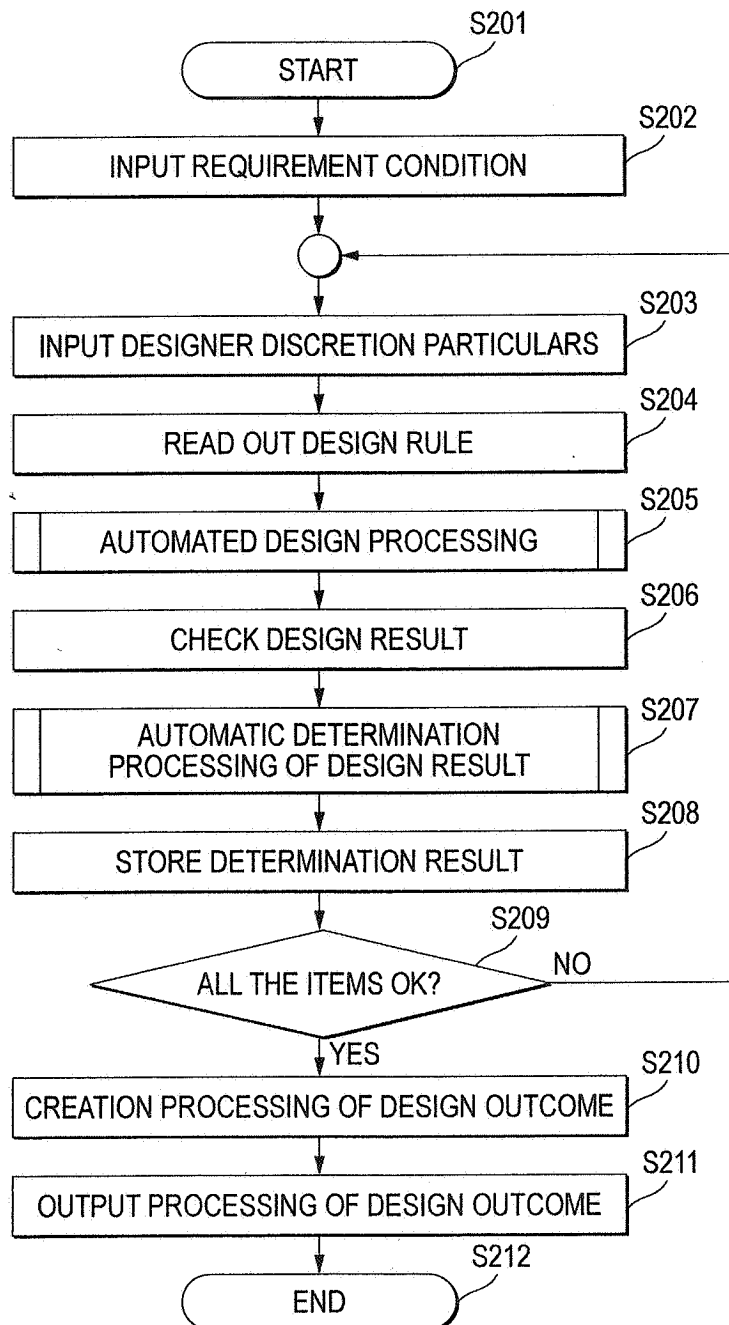 S201
START
S202
INPUT REQUIREMENT CONDITION
S203
INPUT DESIGNER DISCRETION PARTICULARS
S204
READ OUT DESIGN RULE
S205
AUTOMATED DESIGN PROCESSING
S206
CHECK DESIGN RESULT
S207
AUTOMATIC DETERMINATION
PROCESSING OF DESIGN RESULT
S208
STORE DETERMINATION RESULT
S209
ALL THE ITEMS OK?
NO
YES
S210
CREATION PROCESSING OF DESIGN OUTCOME
S211
OUTPUT PROCESSING OF DESIGN OUTCOME
S212
END